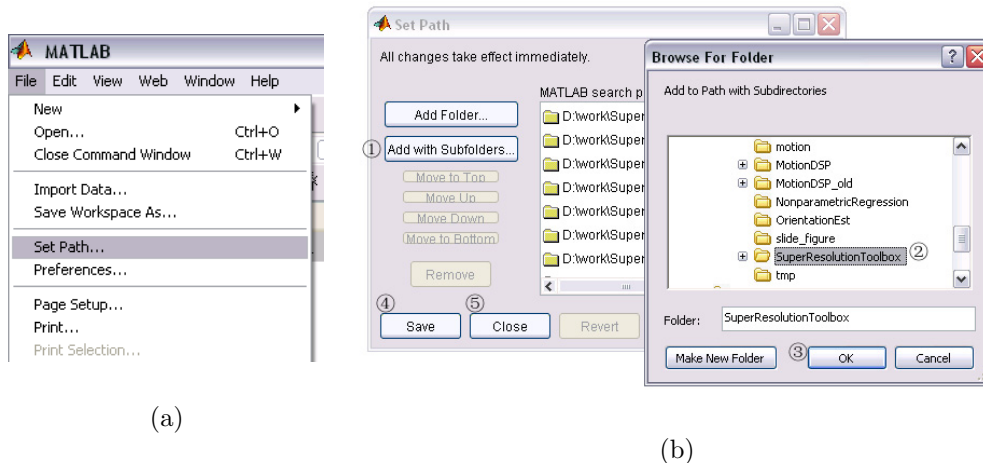 MATLAB
File Edit View Web Window Help
New
Open... Ctrl+O
Close Command Window Ctrl+W
Import Data...
Save Workspace As...
Set Path...
Preferences...
Page Setup...
Print...
Print Selection...
(a)
Set Path
All changes take effect immediately.
MATLAB search p
Add Folder...
① Add with Subfolders...
Move to Top
Move Up
Move Down
Move to Bottom
Remove
D:\work\Super
D:\work\Super
D:\work\Super
D:\work\Super
D:\work\Super
D:\work\Super
D:\work\Super
④ ⑤
Save Close Revert
Browse For Folder
Add to Path with Subdirectories
motion
MotionDSP
MotionDSP_old
NonparametricRegression
OrientationEst
slide_figure
SuperResolutionToolbox ②
tmp
Folder: SuperResolutionToolbox
Make New Folder ③ OK Cancel
(b)